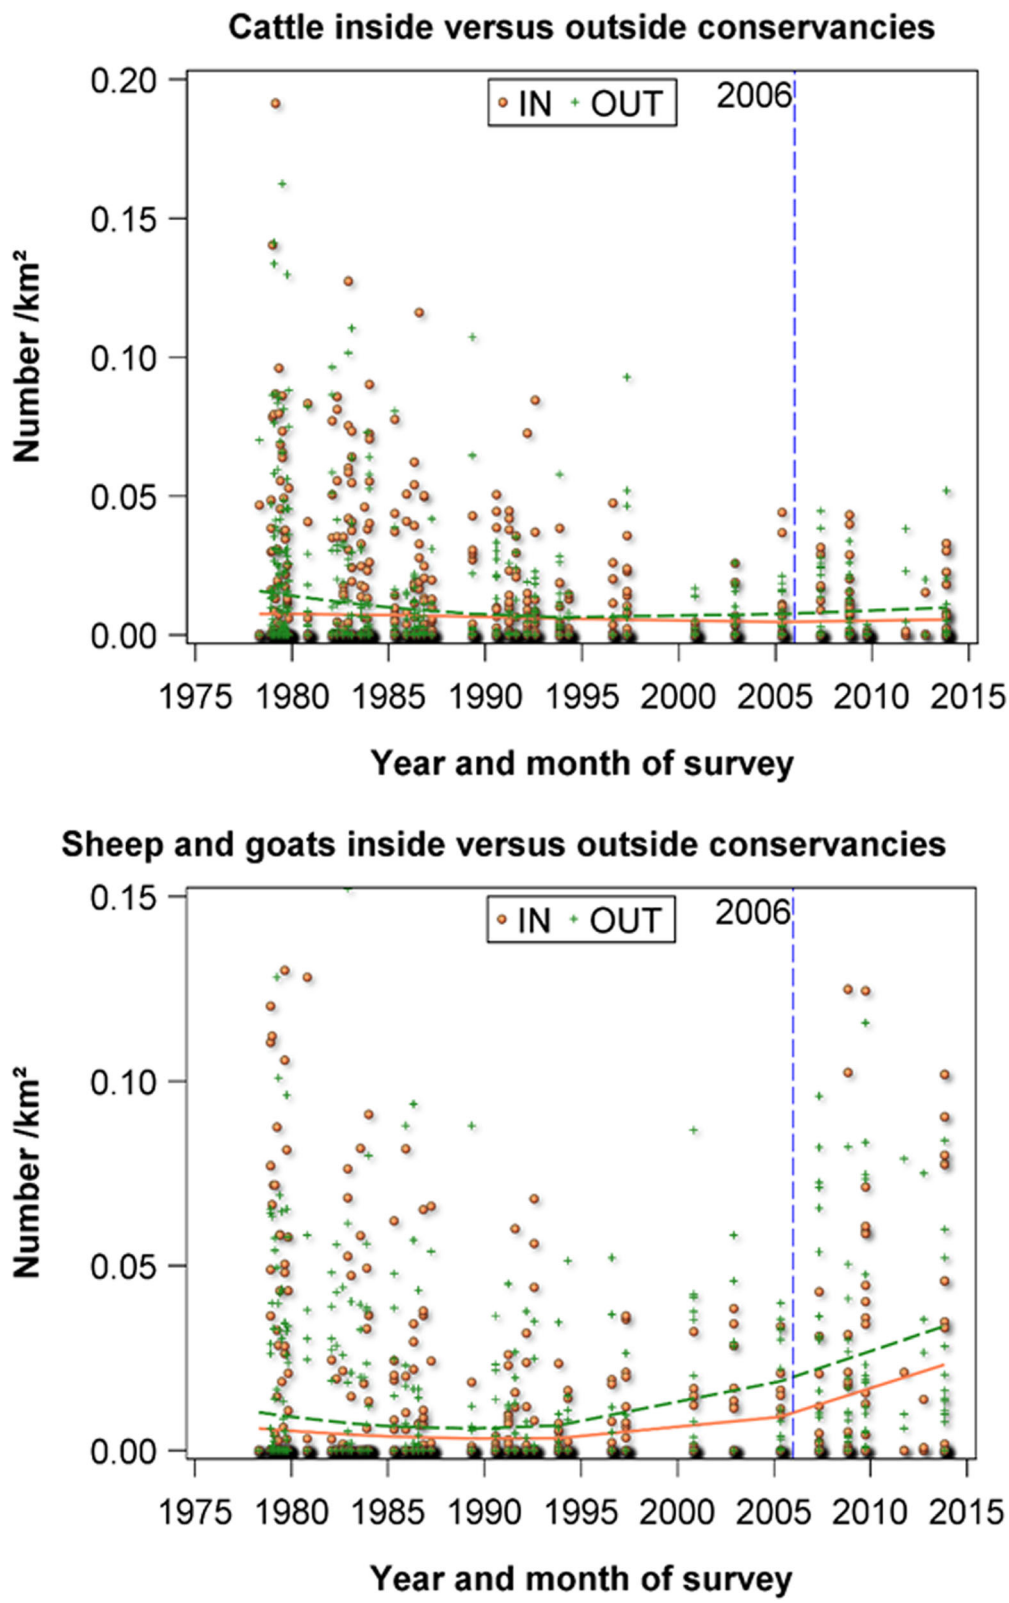 Cattle inside versus outside conservancies
0.20
0.15
0.10
0.05
0.00
Number /km²
IN OUT
2006
1975 1980 1985 1990 1995 2000 2005 2010 2015
Year and month of survey
Sheep and goats inside versus outside conservancies
0.15
0.10
0.05
0.00
Number /km²
IN OUT
2006
1975 1980 1985 1990 1995 2000 2005 2010 2015
Year and month of survey